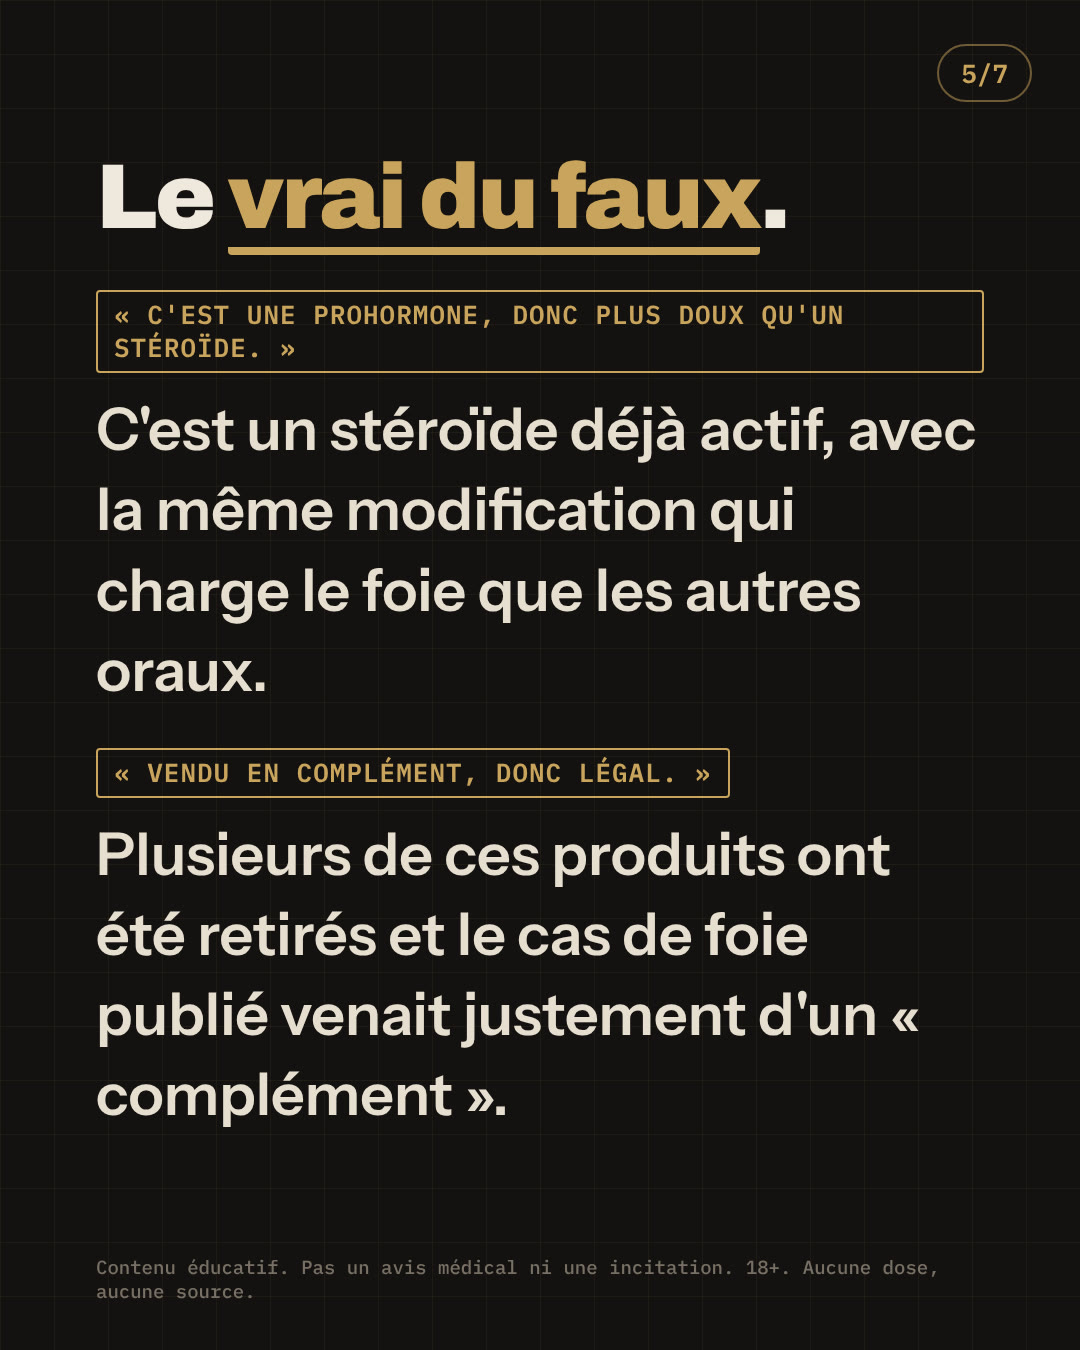 5/7
Le vrai du faux.
« C'EST UNE PROHORMONE, DONC PLUS DOUX QU'UN
STÉROÏDE. »
C'est un stéroïde déjà actif, avec
la même modification qui
charge le foie que les autres
oraux.
« VENDU EN COMPLÉMENT, DONC LÉGAL. »
Plusieurs de ces produits ont
été retirés et le cas de foie
publié venait justement d'un «
complément ».
Contenu éducatif. Pas un avis médical ni une incitation. 18+. Aucune dose,
aucune source.